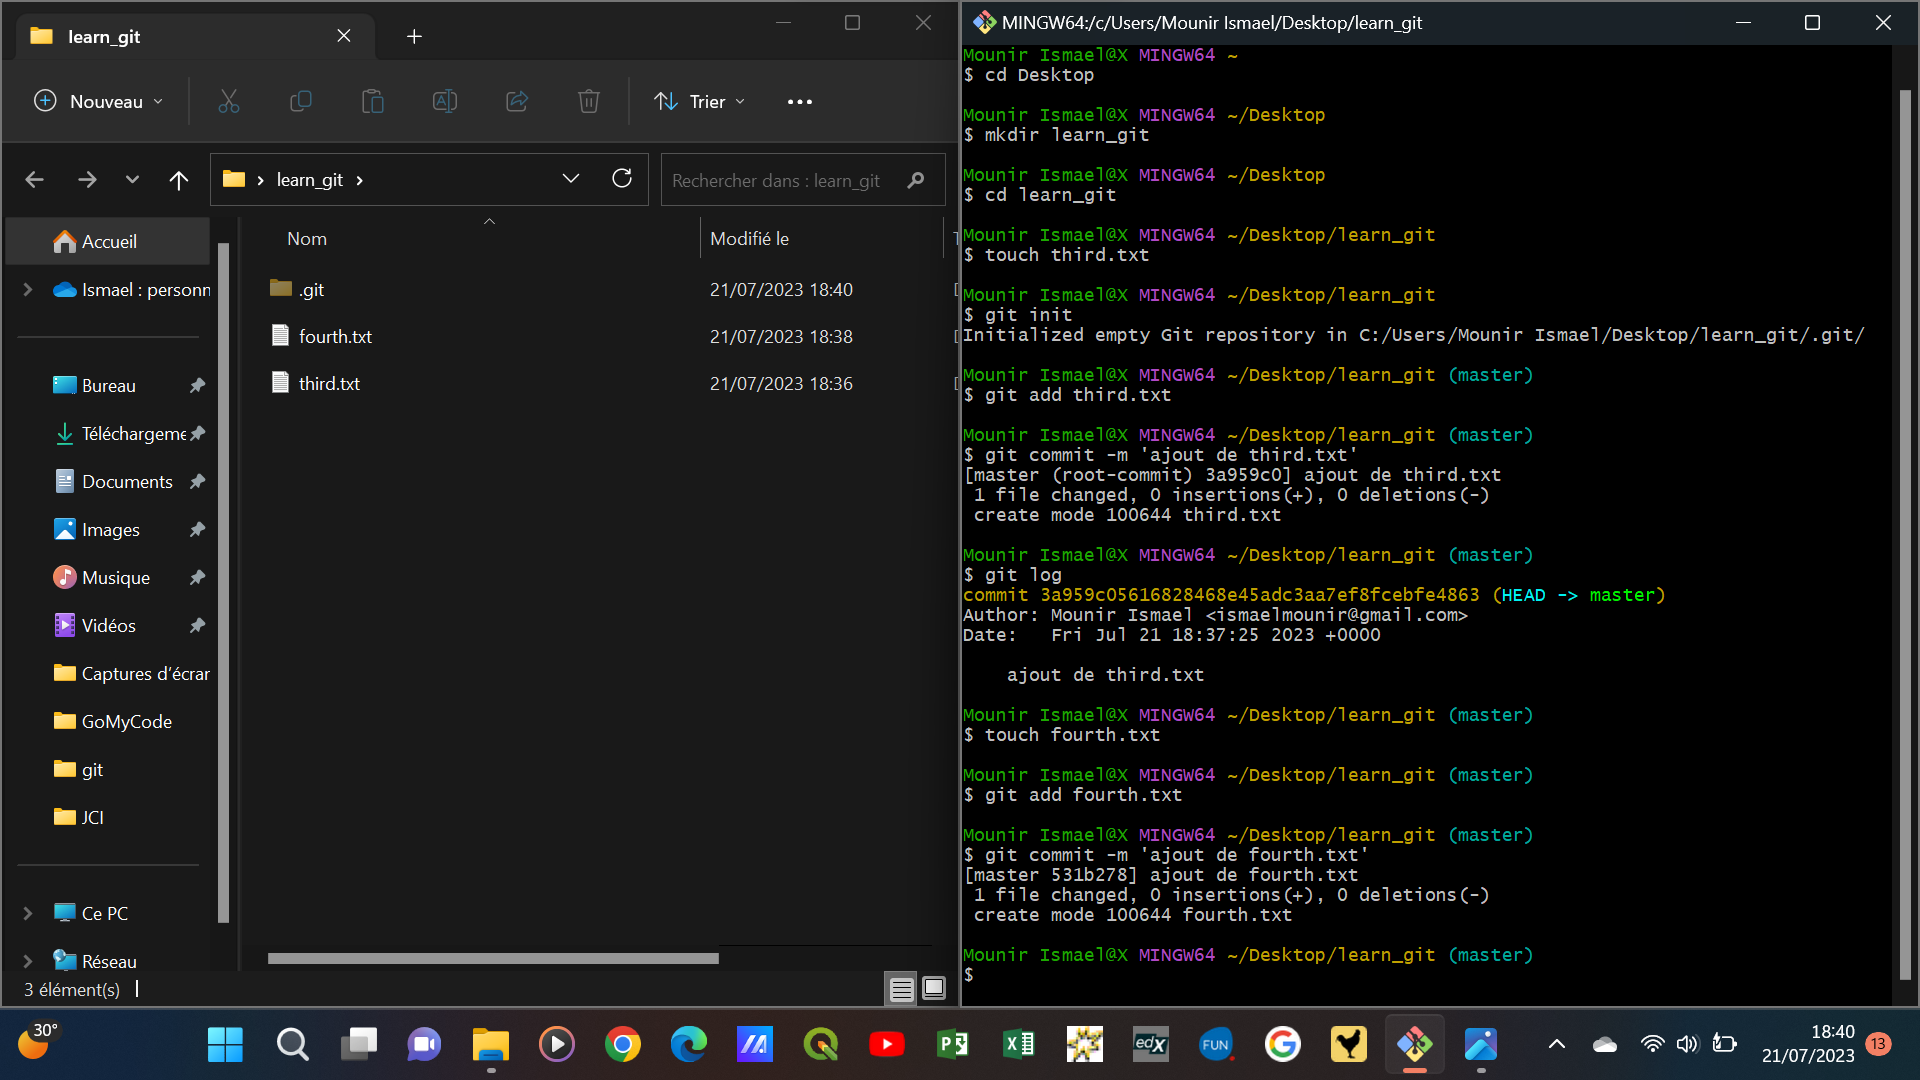 learn_git
Nouveau
Trier
learn_git
Rechercher dans : learn_git
Nom
Modifié le
Accueil
Ismael : personn
Bureau
Téléchargeme
Documents
Images
Musique
Vidéos
Captures d'écrar
GoMyCode
git
JCI
Ce PC
Réseau
.git 21/07/2023 18:40
fourth.txt 21/07/2023 18:38
third.txt 21/07/2023 18:36
3 élément(s)
MINGW64:/c/Users/Mounir Ismael/Desktop/learn_git
Mounir Ismael@X MINGW64 ~
$ cd Desktop
Mounir Ismael@X MINGW64 ~/Desktop
$ mkdir learn_git
Mounir Ismael@X MINGW64 ~/Desktop
$ cd learn_git
Mounir Ismael@X MINGW64 ~/Desktop/learn_git
$ touch third.txt
Mounir Ismael@X MINGW64 ~/Desktop/learn_git
$ git init
Initialized empty Git repository in C:/Users/Mounir Ismael/Desktop/learn_git/.git/
Mounir Ismael@X MINGW64 ~/Desktop/learn_git (master)
$ git add third.txt
Mounir Ismael@X MINGW64 ~/Desktop/learn_git (master)
$ git commit -m 'ajout de third.txt'
[master (root-commit) 3a959c0] ajout de third.txt
1 file changed, 0 insertions(+), 0 deletions(-)
create mode 100644 third.txt
Mounir Ismael@X MINGW64 ~/Desktop/learn_git (master)
$ git log
commit 3a959c05616828468e45adc3aa7ef8fcebfe4863 (HEAD -> master)
Author: Mounir Ismael <ismaelmounir@gmail.com>
Date:   Fri Jul 21 18:37:25 2023 +0000
ajout de third.txt
Mounir Ismael@X MINGW64 ~/Desktop/learn_git (master)
$ touch fourth.txt
Mounir Ismael@X MINGW64 ~/Desktop/learn_git (master)
$ git add fourth.txt
Mounir Ismael@X MINGW64 ~/Desktop/learn_git (master)
$ git commit -m 'ajout de fourth.txt'
[master 531b278] ajout de fourth.txt
1 file changed, 0 insertions(+), 0 deletions(-)
create mode 100644 fourth.txt
Mounir Ismael@X MINGW64 ~/Desktop/learn_git (master)
$
30°
edX
FUN
18:40
21/07/2023
13